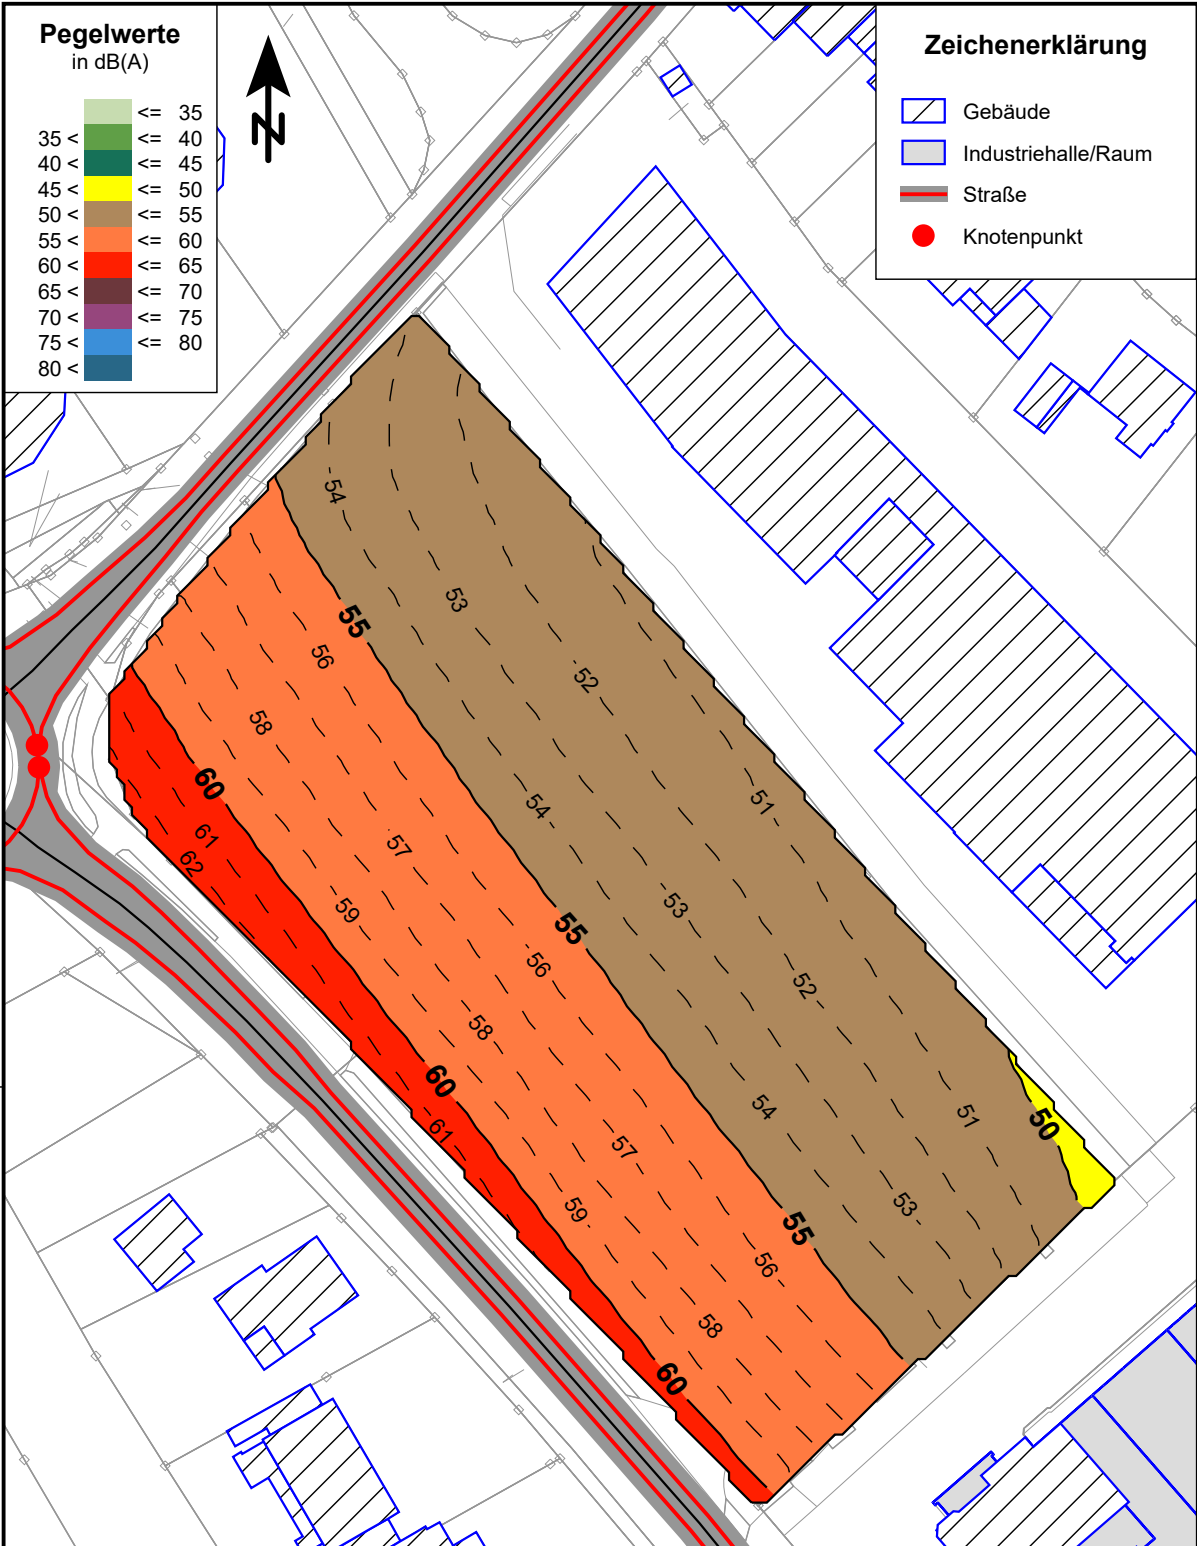 Pegelwerte
in dB(A)
<= 35
35 < <= 40
40 < <= 45
45 < <= 50
50 < <= 55
55 < <= 60
60 < <= 65
65 < <= 70
70 < <= 75
75 < <= 80
80 <
N
Zeichenerklärung
Gebäude
Industriehalle/Raum
Straße
Knotenpunkt
54
53
55
56
52
58
60
51
54
61
57
62
53
59
55
56
52
58
60
54
51
50
61
57
53
59
55
56
58
60